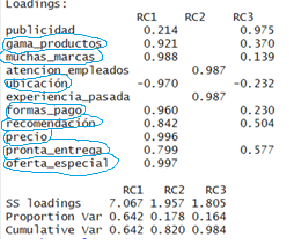 Loadings:
RC1 RC2 RC3
publicidad 0.214 0.975
gama_productos 0.921 0.370
muchas_marcas 0.988 0.139
atencion_empleados 0.987
ubicación -0.970 -0.232
experiencia_pasada 0.987
formas_pago 0.960 0.230
recomendación 0.842 0.504
precio 0.996
pronta_entrega 0.799 0.577
oferta_especial 0.997
RC1 RC2 RC3
SS loadings 7.067 1.957 1.805
Proportion Var 0.642 0.178 0.164
Cumulative Var 0.642 0.820 0.984